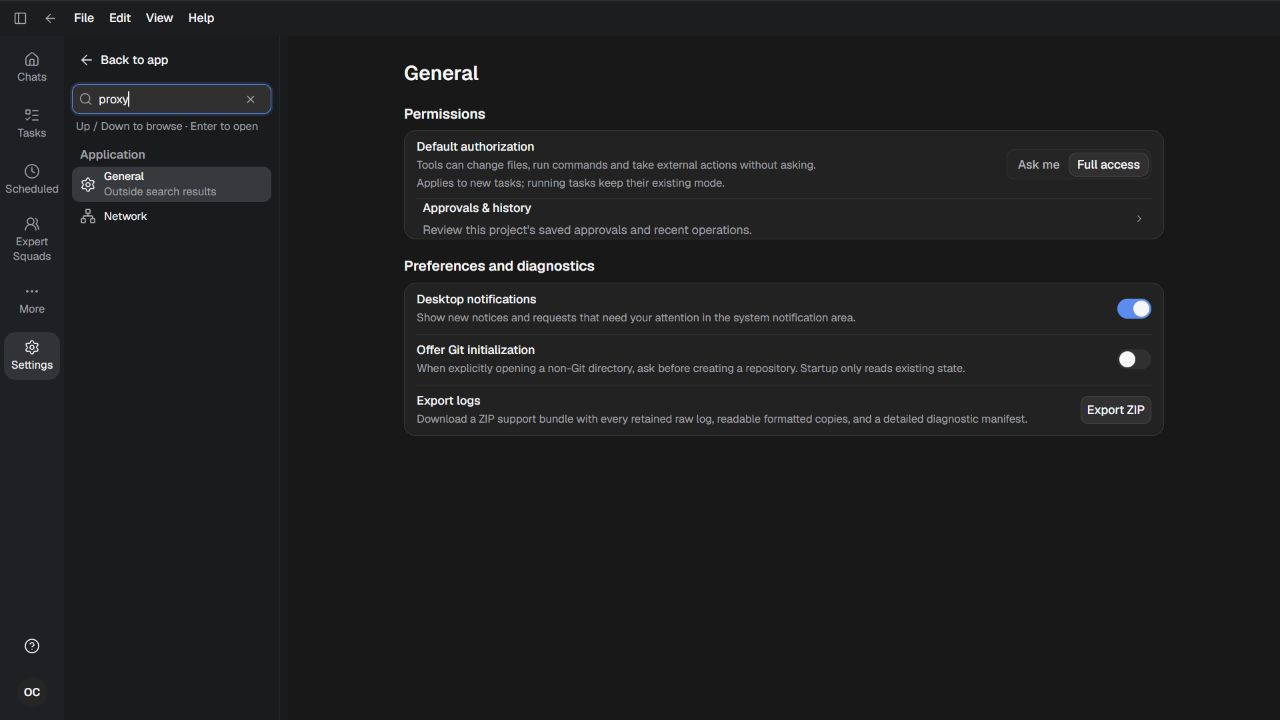 File Edit View Help
Chats
Tasks
Scheduled
Expert
Squads
More
Settings
OC
Back to app
proxy
Up / Down to browse · Enter to open
Application
General
Outside search results
Network
General
Permissions
Default authorization
Tools can change files, run commands and take external actions without asking.
Applies to new tasks; running tasks keep their existing mode.
Ask me Full access
Approvals & history
Review this project's saved approvals and recent operations.
Preferences and diagnostics
Desktop notifications
Show new notices and requests that need your attention in the system notification area.
Offer Git initialization
When explicitly opening a non-Git directory, ask before creating a repository. Startup only reads existing state.
Export logs
Download a ZIP support bundle with every retained raw log, readable formatted copies, and a detailed diagnostic manifest.
Export ZIP